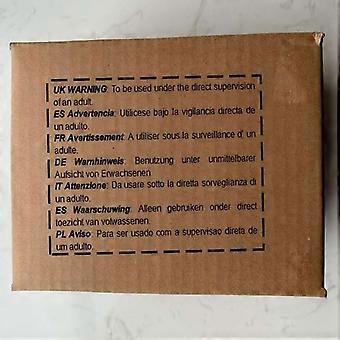 UK WARNING: To be used under the direct supervision
of an adult.
ES Advertencia: Utilicese bajo la vigilancia directa de
un adulto.
FR Avertissement: A utiliser sous la surveillance d' un
adulte.
DE Warnhinweis: Benutzung unter unmittelbarer
Aufsicht von Erwachsenen.
IT Attenzione: Da usare sotto la diretta sorveglianza di
un adulto.
ES Waarschuwing: Alleen gebruiken onder direct
toezicht van volwassenen.
PL Aviso: Para ser usado com a supervisao direta de
um adulto.